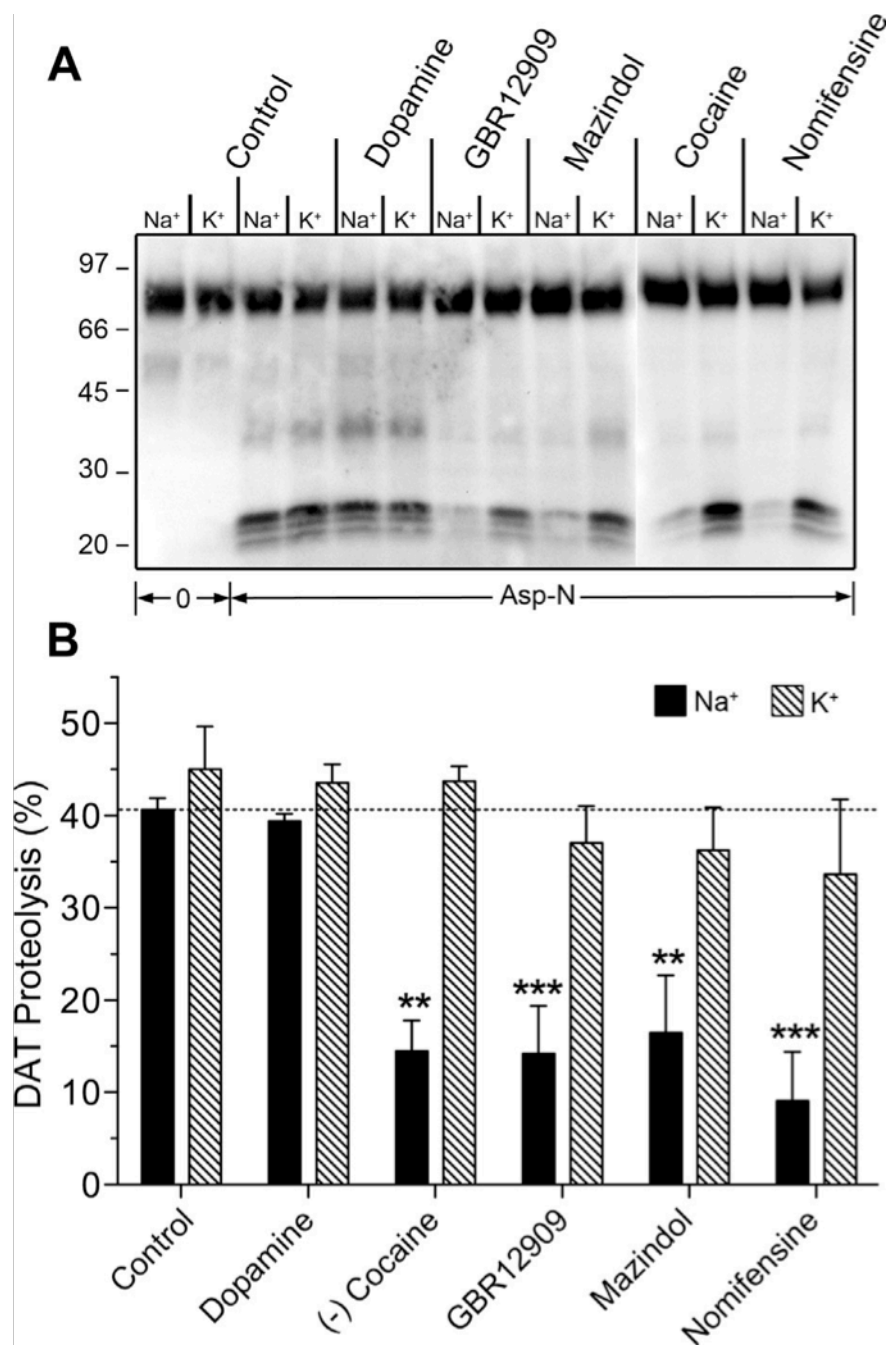 A
Control Dopamine GBR12909 Mazindol Cocaine Nomifensine
Na⁺ K⁺ Na⁺ K⁺ Na⁺ K⁺ Na⁺ K⁺ Na⁺ K⁺ Na⁺ K⁺ Na⁺ K⁺
97
66
45
30
20
0 Asp-N
B
Na⁺ K⁺
DAT Proteolysis (%)
50
40
30
20
10
0
** *** ** ***
Control Dopamine (-) Cocaine GBR12909 Mazindol Nomifensine